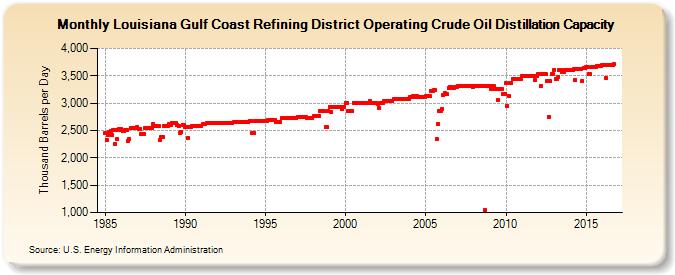 Monthly Louisiana Gulf Coast Refining District Operating Crude Oil Distillation Capacity
Thousand Barrels per Day
4,000
3,500
3,000
2,500
2,000
1,500
1,000
1985 1990 1995 2000 2005 2010 2015
Source: U.S. Energy Information Administration